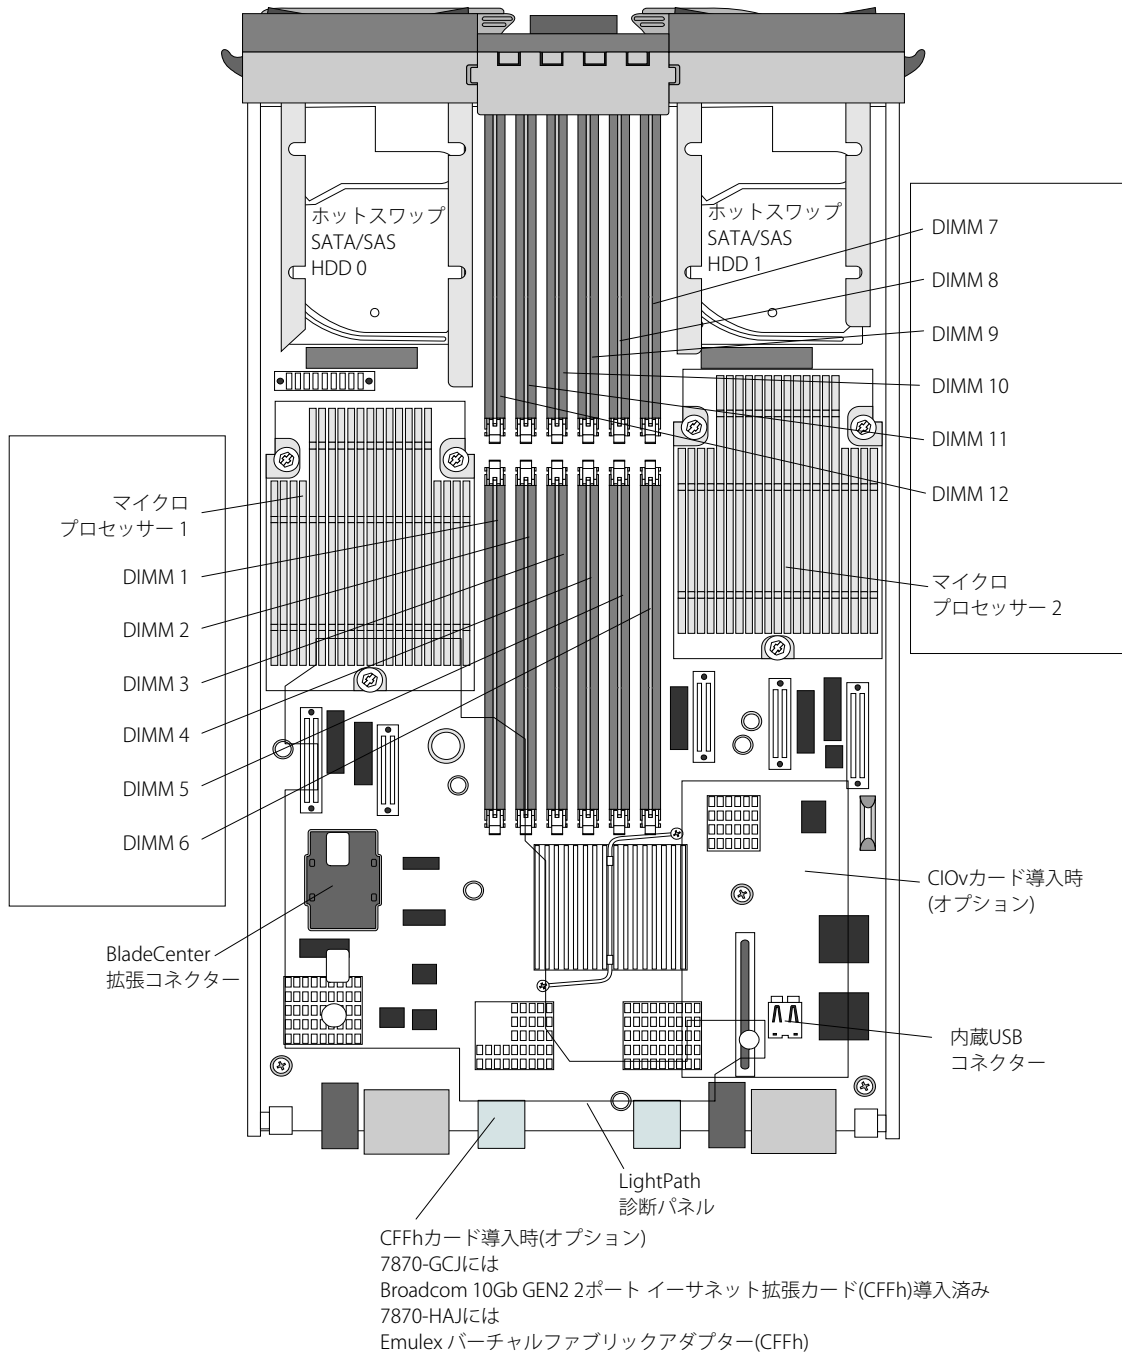 ホットスワップ
SATA/SAS
HDD 0
ホットスワップ
SATA/SAS
HDD 1
DIMM 7
DIMM 8
DIMM 9
DIMM 10
DIMM 11
DIMM 12
マイクロ
プロセッサー 2
マイクロ
プロセッサー 1
DIMM 1
DIMM 2
DIMM 3
DIMM 4
DIMM 5
DIMM 6
CIOvカード導入時
(オプション)
BladeCenter
拡張コネクター
内蔵USB
コネクター
LightPath
診断パネル
CFFhカード導入時(オプション)
7870-GCJには
Broadcom 10Gb GEN2 2ポート イーサネット拡張カード(CFFh)導入済み
7870-HAJには
Emulex バーチャルファブリックアダプター(CFFh)